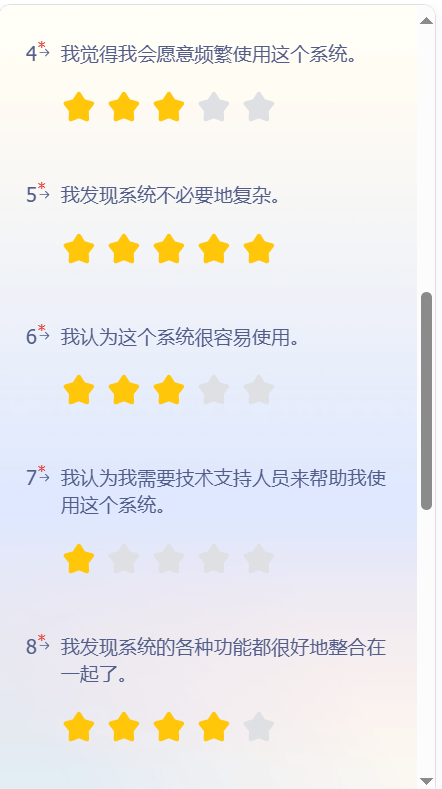 4*→ 我觉得我会愿意频繁使用这个系统。
5*→ 我发现系统不必要地复杂。
6*→ 我认为这个系统很容易使用。
7*→ 我认为我需要技术支持人员来帮助我使
用这个系统。
8*→ 我发现系统的各种功能都很好地整合在
一起了。